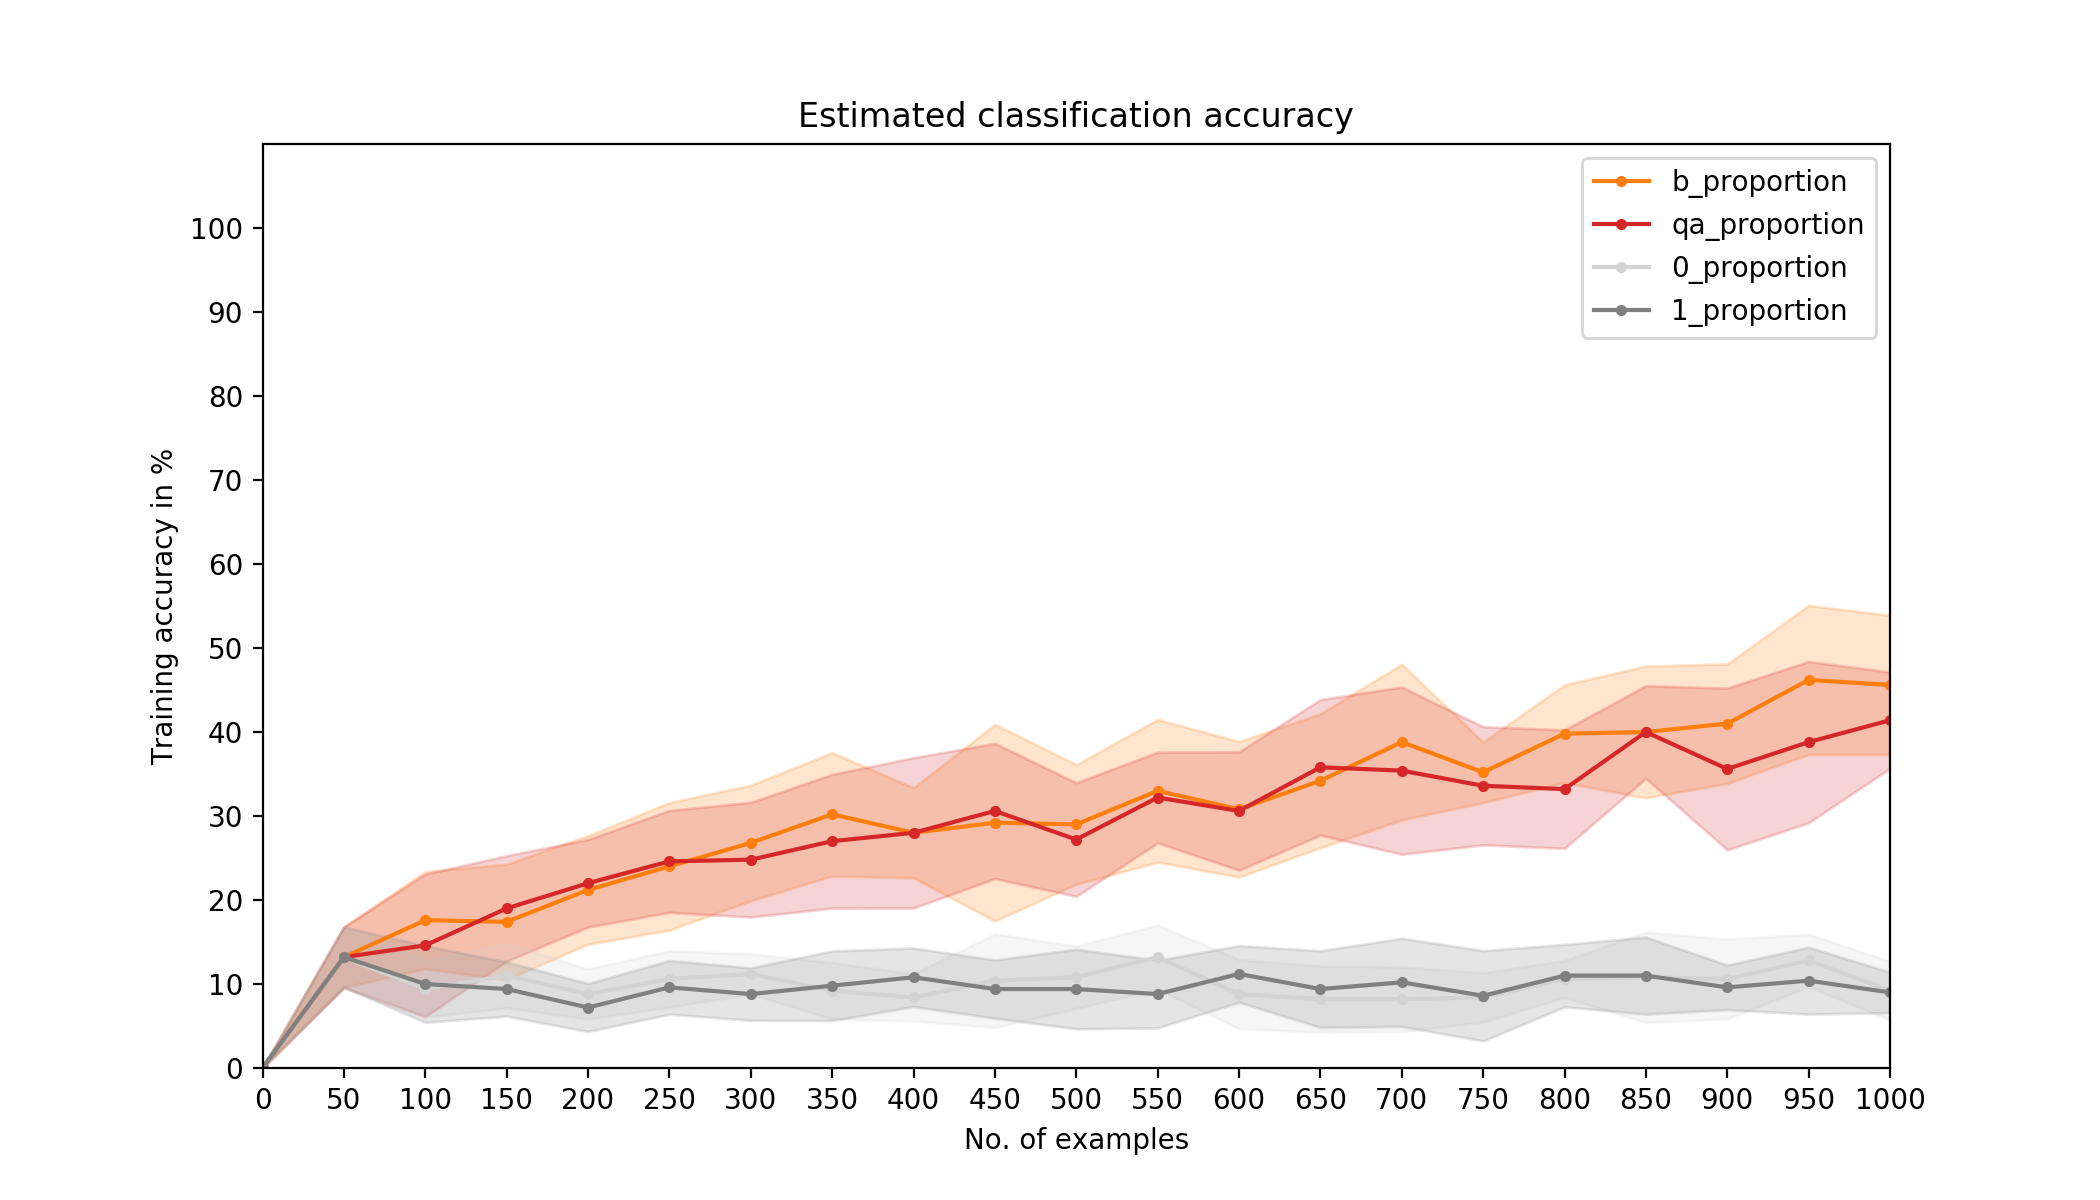 Estimated classification accuracy
b_proportion
qa_proportion
0_proportion
1_proportion
Training accuracy in %
100
90
80
70
60
50
40
30
20
10
0
0 50 100 150 200 250 300 350 400 450 500 550 600 650 700 750 800 850 900 950 1000
No. of examples